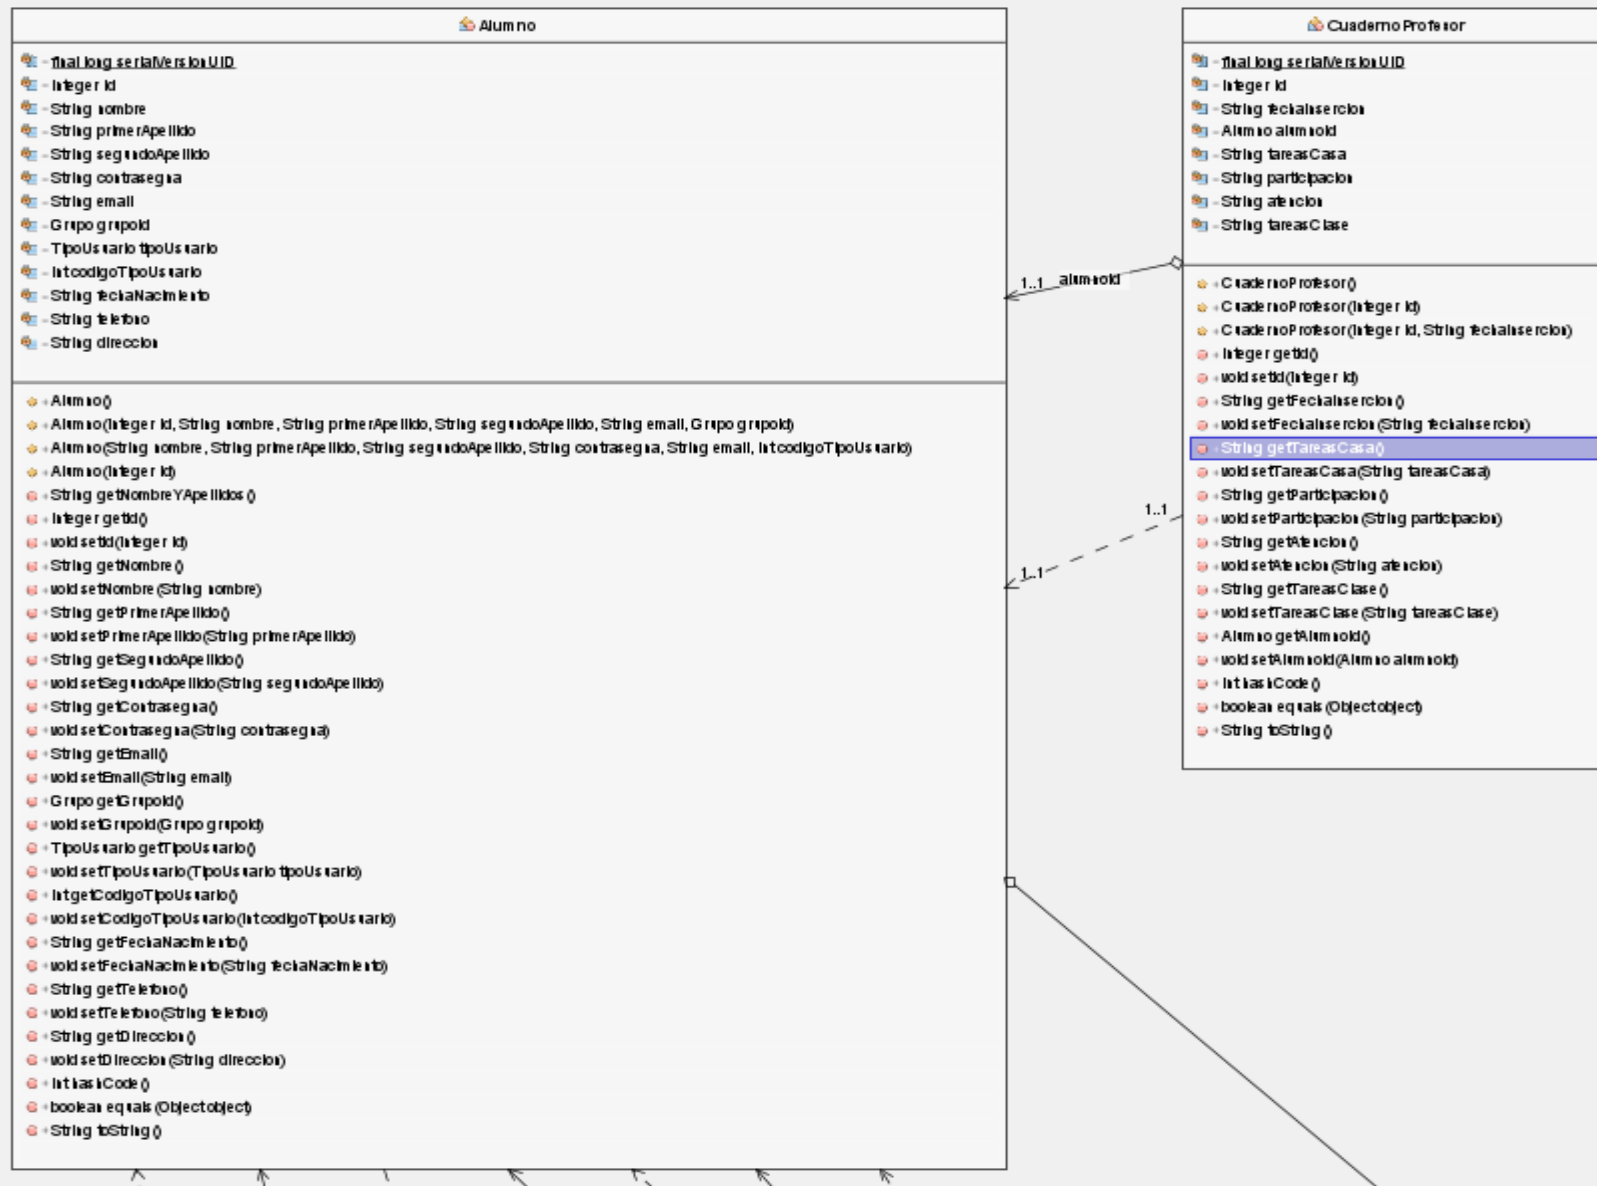 Alumno
- final long serialVersionUID
- Integer id
- String nombre
- String primerApellido
- String segundoApellido
- String contrasegna
- String email
- Grupo grupoId
- TipoUsuario tipoUsuario
- int codigoTipoUsuario
- String fechaNacimiento
- String telefono
- String direccion
+ Alumno()
+ Alumno(Integer id, String nombre, String primerApellido, String segundoApellido, String email, Grupo grupoId)
+ Alumno(String nombre, String primerApellido, String segundoApellido, String contrasegna, String email, int codigoTipoUsuario)
+ Alumno(Integer id)
+ String getNombreYApellidos()
+ Integer getId()
+ void setId(Integer id)
+ String getNombre()
+ void setNombre(String nombre)
+ String getPrimerApellido()
+ void setPrimerApellido(String primerApellido)
+ String getSegundoApellido()
+ void setSegundoApellido(String segundoApellido)
+ String getContrasegna()
+ void setContrasegna(String contrasegna)
+ String getEmail()
+ void setEmail(String email)
+ Grupo getGrupoId()
+ void setGrupoId(Grupo grupoId)
+ TipoUsuario getTipoUsuario()
+ void setTipoUsuario(TipoUsuario tipoUsuario)
+ int getCodigoTipoUsuario()
+ void setCodigoTipoUsuario(int codigoTipoUsuario)
+ String getFechaNacimiento()
+ void setFechaNacimiento(String fechaNacimiento)
+ String getTelefono()
+ void setTelefono(String telefono)
+ String getDireccion()
+ void setDireccion(String direccion)
+ int hashCode()
+ boolean equals(Object object)
+ String toString()
1..1 alumnoId
1..1
1..1
CuadernoProfesor
- final long serialVersionUID
- Integer id
- String fechaInsercion
- Alumno alumnoId
- String tareasCasa
- String participacion
- String atencion
- String tareasClase
+ CuadernoProfesor()
+ CuadernoProfesor(Integer id)
+ CuadernoProfesor(Integer id, String fechaInsercion)
+ Integer getId()
+ void setId(Integer id)
+ String getFechaInsercion()
+ void setFechaInsercion(String fechaInsercion)
+ String getTareasCasa()
+ void setTareasCasa(String tareasCasa)
+ String getParticipacion()
+ void setParticipacion(String participacion)
+ String getAtencion()
+ void setAtencion(String atencion)
+ String getTareasClase()
+ void setTareasClase(String tareasClase)
+ Alumno getAlumnoId()
+ void setAlumnoId(Alumno alumnoId)
+ int hashCode()
+ boolean equals(Object object)
+ String toString()